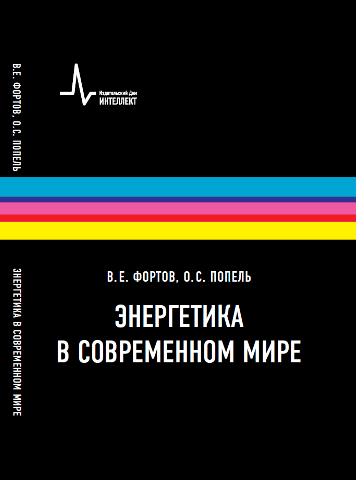 Издательский Дом
ИНТЕЛЛЕКТ
В.Е. ФОРТОВ, О.С. ПОПЕЛЬ
ЭНЕРГЕТИКА В СОВРЕМЕННОМ МИРЕ
В.Е. ФОРТОВ, О.С. ПОПЕЛЬ
ЭНЕРГЕТИКА
В СОВРЕМЕННОМ МИРЕ